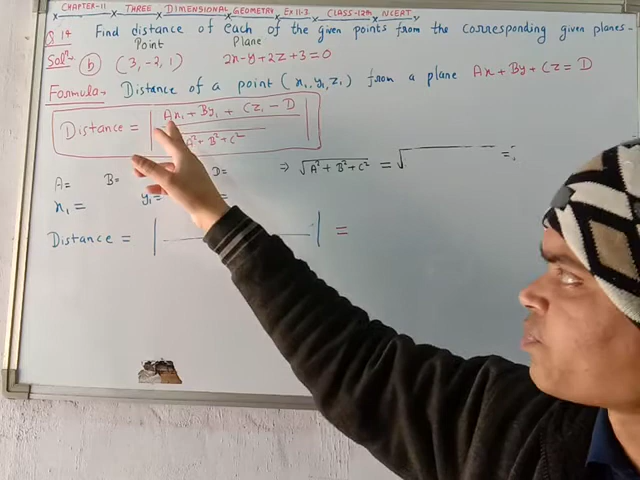 CHAPTER-11 x THREE x DIMENSIONAL x GEOMETRY x Ex 11.3 x CLASS-12th x NCERT
Q.14 Find distance of each of the given points from the corresponding given planes-
Point Plane
Solⁿ- (b) (3, -2, 1) 2x-y+2z+3=0
Formula- Distance of a point (x₁, y₁, z₁) from a plane Ax+By+Cz=D
Distance = | Ax₁ + By₁ + Cz₁ - D
A² + B² + C² |
A= B= D= ⇒ √A²+B²+C² = √ =
x₁ = y₁= =
Distance = | | =